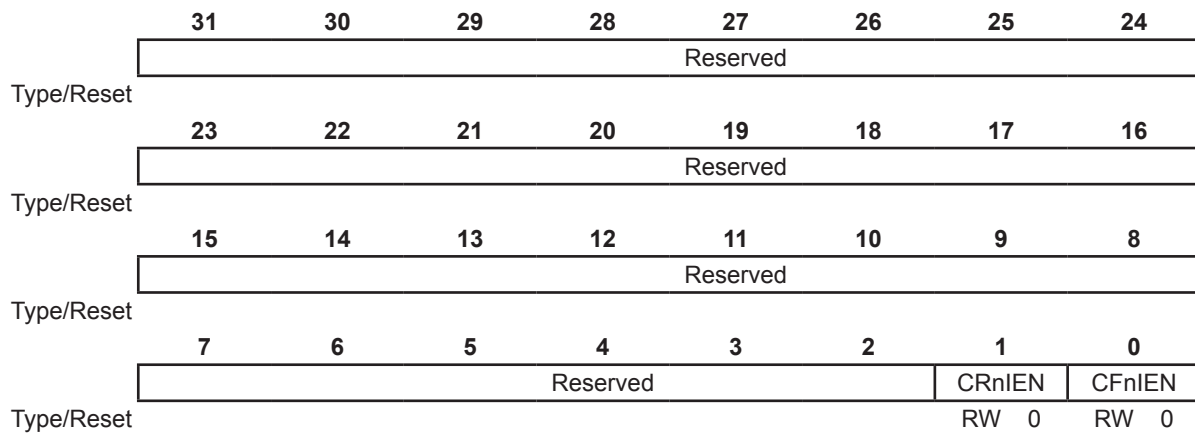 31 30 29 28 27 26 25 24
Reserved
Type/Reset
23 22 21 20 19 18 17 16
Reserved
Type/Reset
15 14 13 12 11 10 9 8
Reserved
Type/Reset
7 6 5 4 3 2 1 0
Reserved CRnIEN CFnIEN
Type/Reset RW 0 RW 0